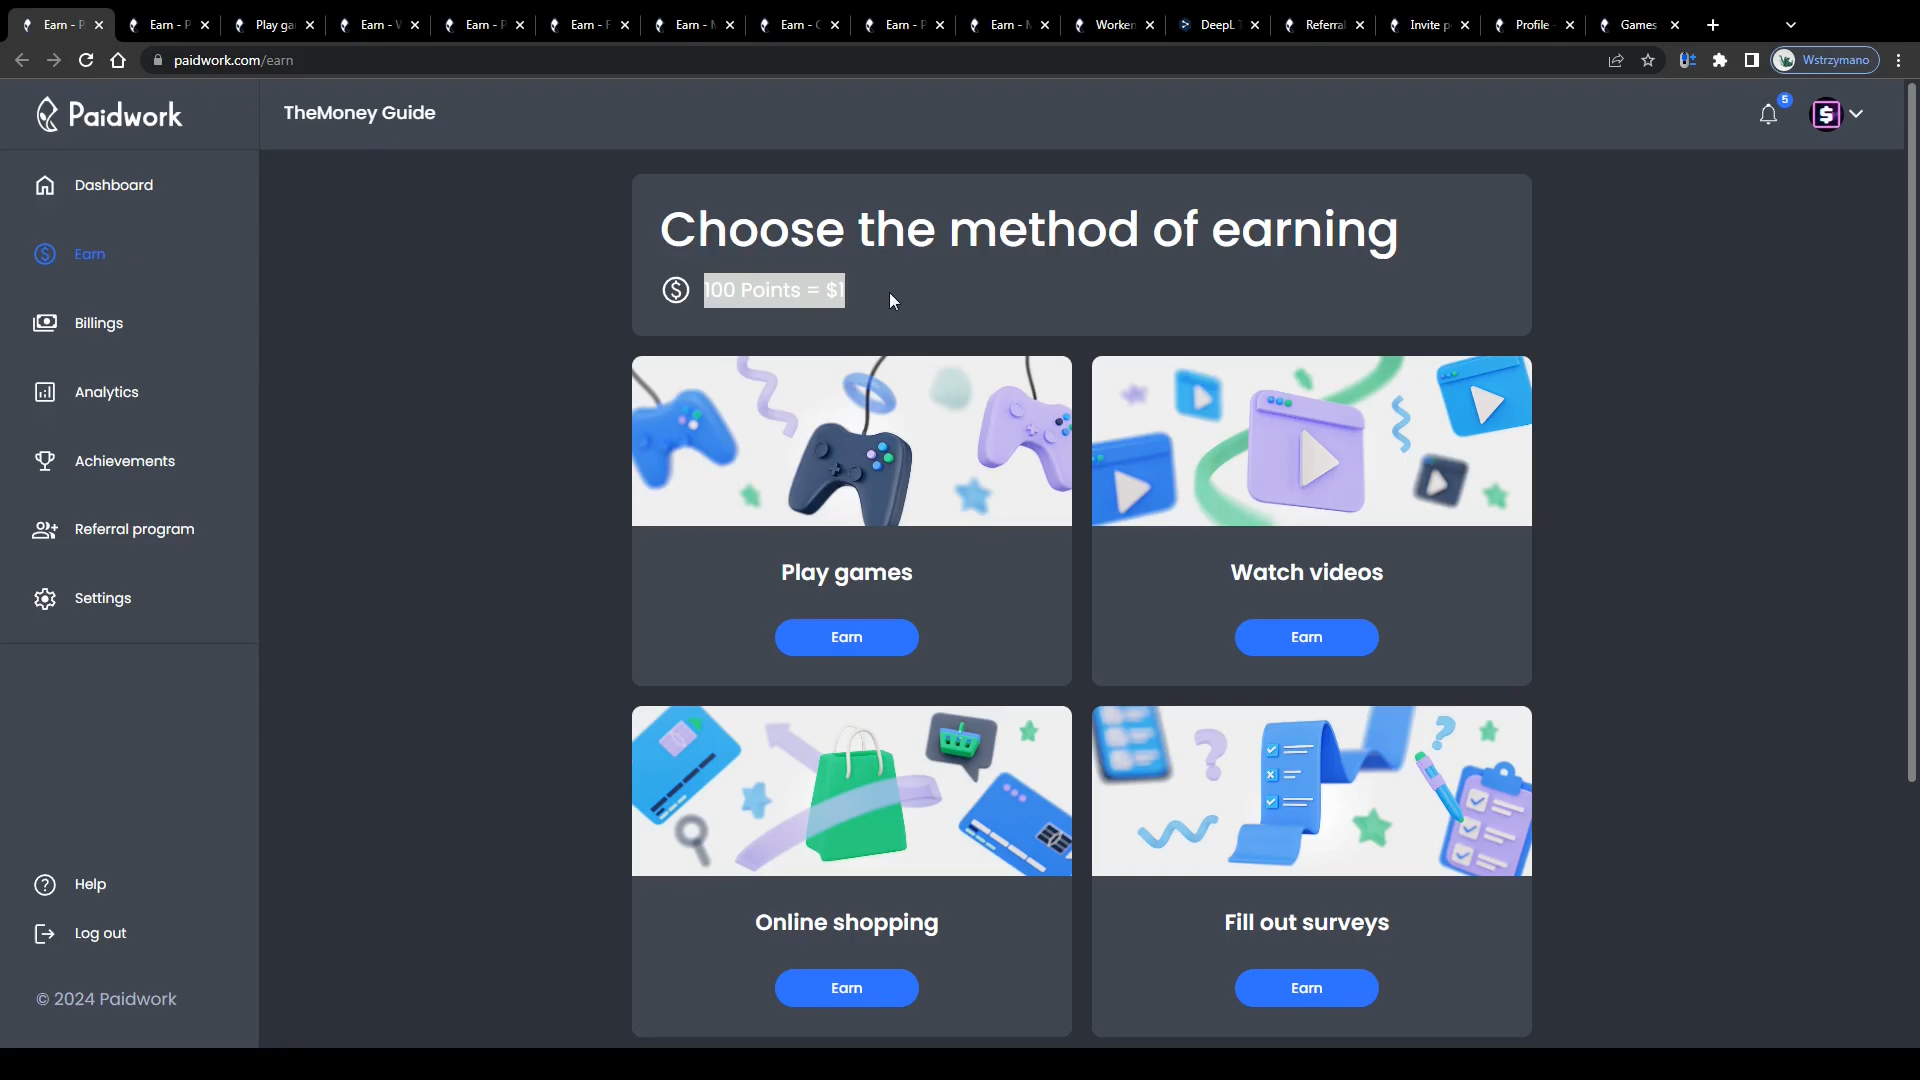 Earn - P
Earn - P
Play ga
Earn - V
Earn - P
Earn - F
Earn - M
Earn - C
Earn - P
Earn - M
Worker
DeepL T
Referral
Invite p
Profile -
Games
paidwork.com/earn
Wstrzymano
Paidwork
TheMoney Guide
5
Dashboard
Earn
Billings
Analytics
Achievements
Referral program
Settings
Help
Log out
© 2024 Paidwork
Choose the method of earning
100 Points = $1
Play games
Earn
Watch videos
Earn
Online shopping
Earn
Fill out surveys
Earn